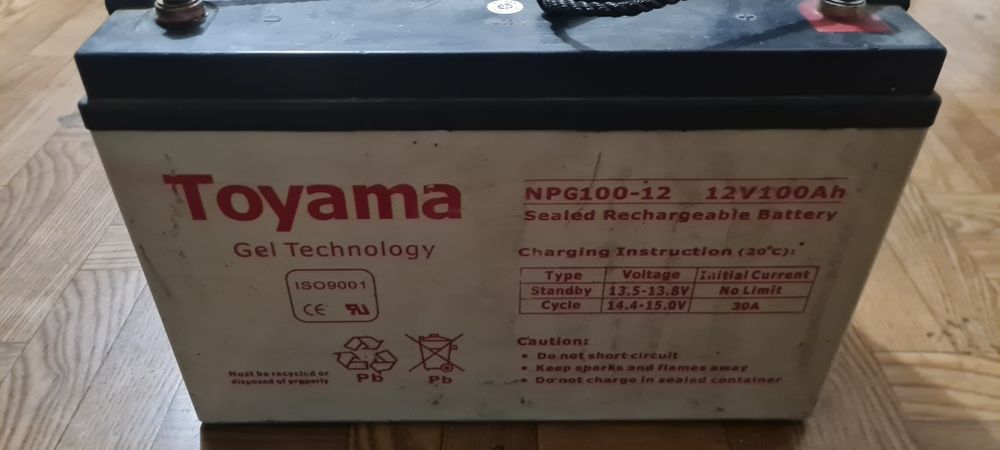 Toyama
Gel Technology
ISO9001
CE
Must be recycled or
disposed of properly
Pb
Pb
NPG100-12 12V100Ah
Sealed Rechargeable Battery
Charging Instruction (20℃):
Type Voltage Initial Current
Standby 13.5-13.8V No Limit
Cycle 14.4-15.0V 30A
Caution:
• Do not short circuit
• Keep sparks and flames away
• Do not charge in sealed container